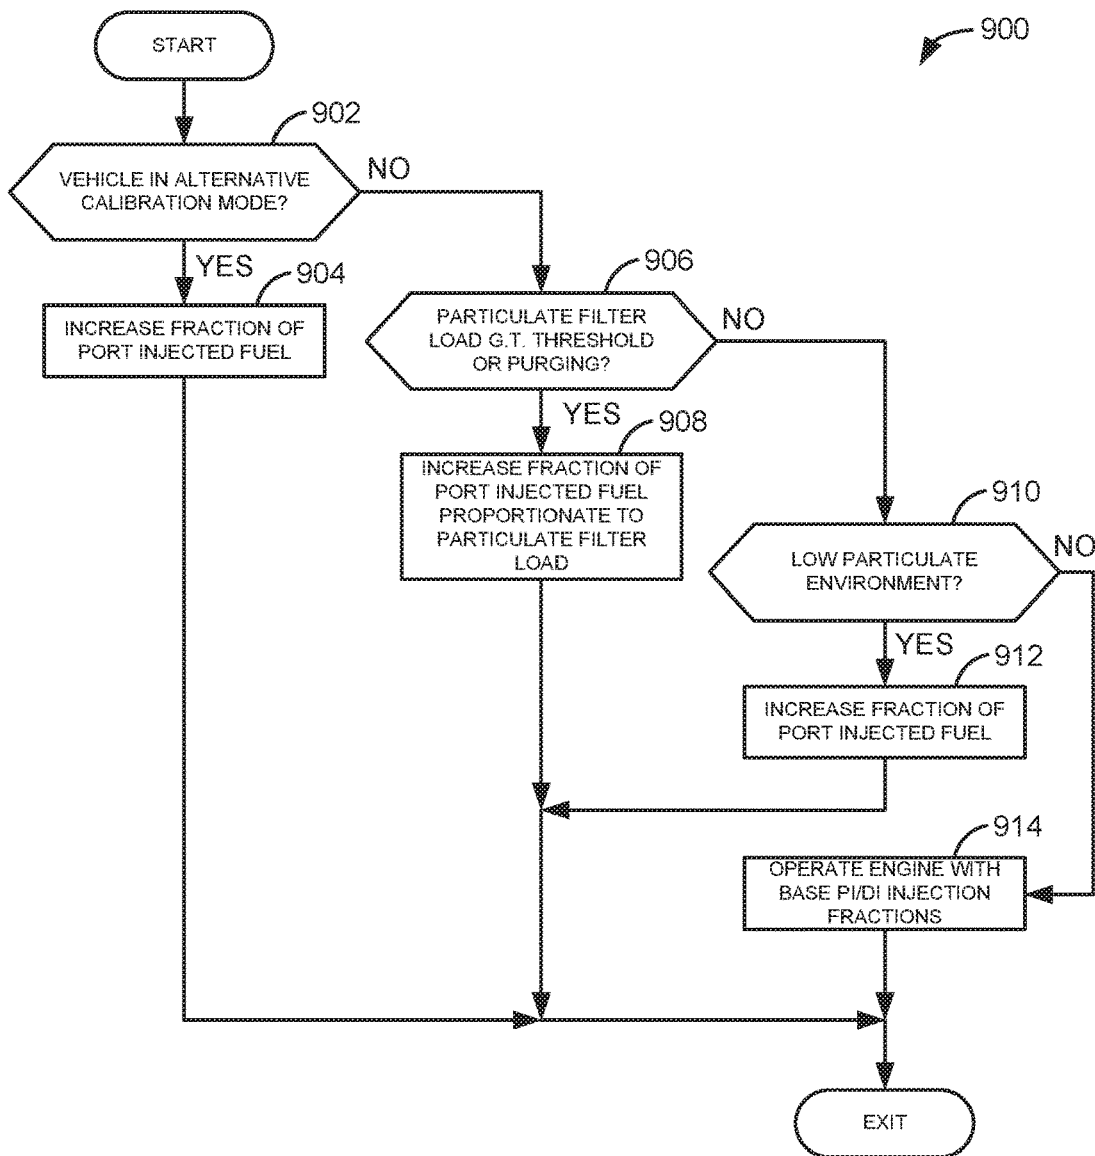 START
900
902
VEHICLE IN ALTERNATIVE
CALIBRATION MODE?
NO
YES
904
INCREASE FRACTION OF
PORT INJECTED FUEL
906
PARTICULATE FILTER
LOAD G.T. THRESHOLD
OR PURGING?
NO
YES
908
INCREASE FRACTION OF
PORT INJECTED FUEL
PROPORTIONATE TO
PARTICULATE FILTER
LOAD
910
LOW PARTICULATE
ENVIRONMENT?
NO
YES
912
INCREASE FRACTION OF
PORT INJECTED FUEL
914
OPERATE ENGINE WITH
BASE PI/DI INJECTION
FRACTIONS
EXIT